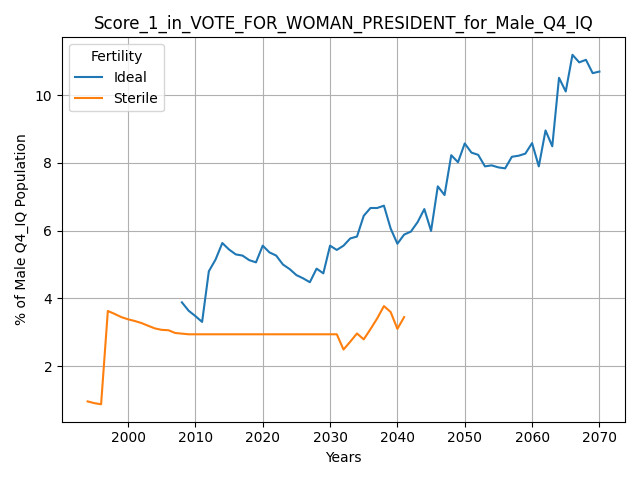 Score_1_in_VOTE_FOR_WOMAN_PRESIDENT_for_Male_Q4_IQ
Fertility
Ideal
Sterile
% of Male Q4_IQ Population
10
8
6
4
2
2000 2010 2020 2030 2040 2050 2060 2070
Years